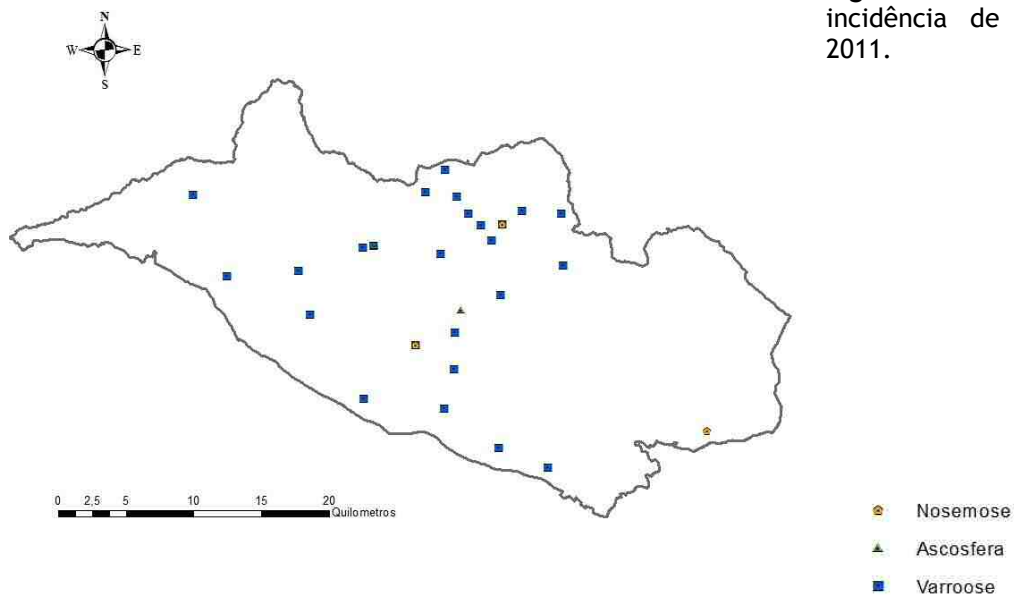 incidência de
2011.
N
W E
S
0 2,5 5 10 15 20
Quilometros
Nosemose
Ascosfera
Varroose